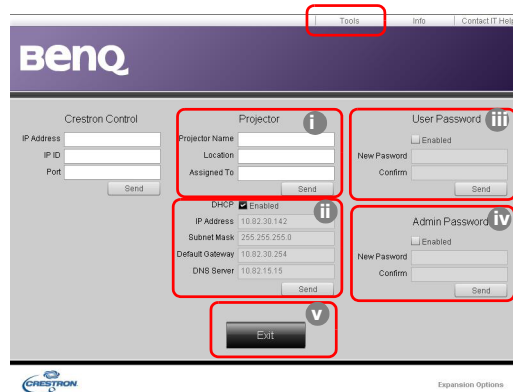 Tools Info Contact IT Help
BenQ
Crestron Control
IP Address
IP ID
Port
Send
Projector
i
Projector Name
Location
Assigned To
Send
DHCP Enabled
ii
IP Address 10.82.30.142
Subnet Mask 255.255.255.0
Default Gateway 10.82.30.254
DNS Server 10.82.15.15
Send
User Password
iii
Enabled
New Pasword
Confirm
Send
Admin Password
iv
Enabled
New Pasword
Confirm
Send
v
Exit
CRESTRON
Expansion Options